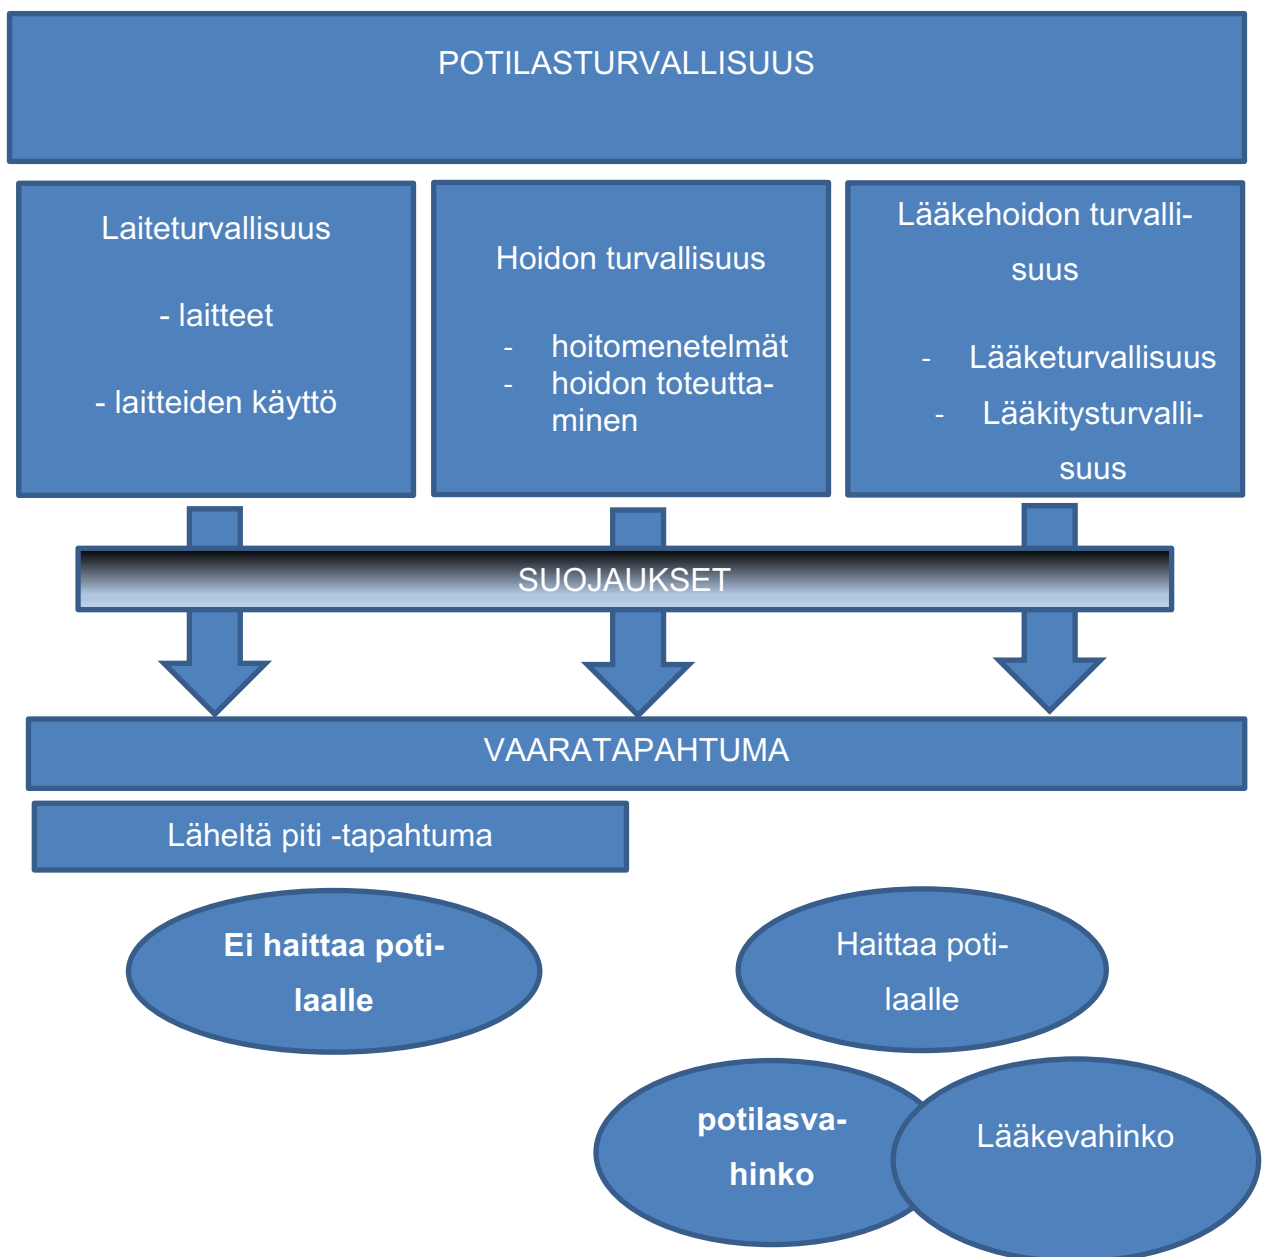 POTILASTURVALLISUUS
Laiteturvallisuus
- laitteet
- laitteiden käyttö
Hoidon turvallisuus
- hoitomenetelmät
- hoidon toteutta-
minen
Lääkehoidon turvalli-
suus
- Lääketurvallisuus
- Lääkitysturvalli-
suus
SUOJAUKSET
VAARATAPAHTUMA
Läheltä piti -tapahtuma
Ei haittaa poti-
laalle
Haittaa poti-
laalle
potilasva-
hinko
Lääkevahinko